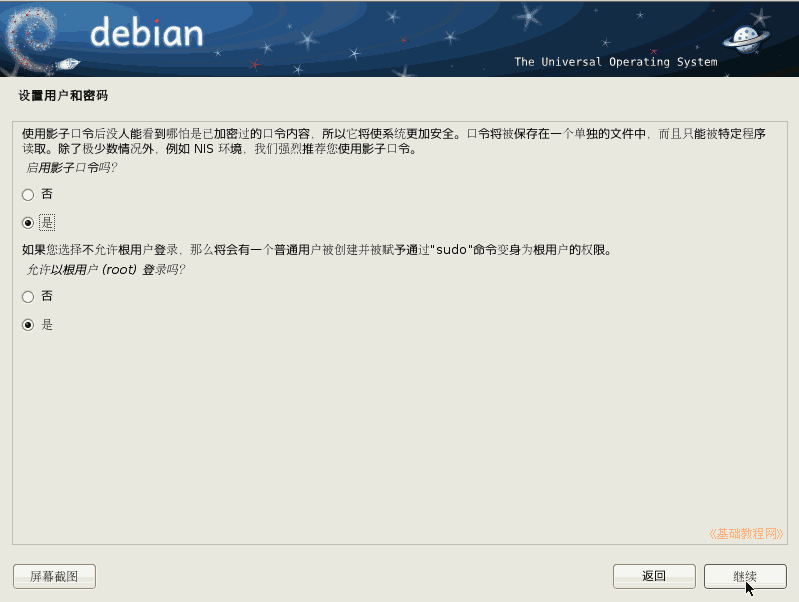 debian
The Universal Operating System
设置用户和密码
使用影子口令后没人能看到哪怕是已加密过的口令内容，所以它将使系统更加安全。口令将被保存在一个单独的文件中，而且只能被特定程序
读取。除了极少数情况外，例如 NIS 环境，我们强烈推荐您使用影子口令。
启用影子口令吗?
否
是
如果您选择不允许根用户登录，那么将会有一个普通用户被创建并被赋予通过"sudo"命令变身为根用户的权限。
允许以根用户 (root) 登录吗?
否
是
《基础教程网》
屏幕截图
返回
继续